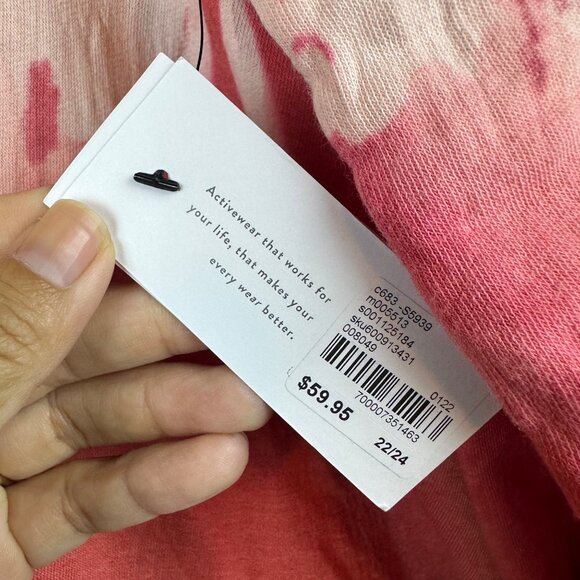 Activewear that works for
your life, that makes your
every wear better.
c683 -S5939
m005513
s001125184
sku600913431
008049
0122
700007351463
$59.95
22/24